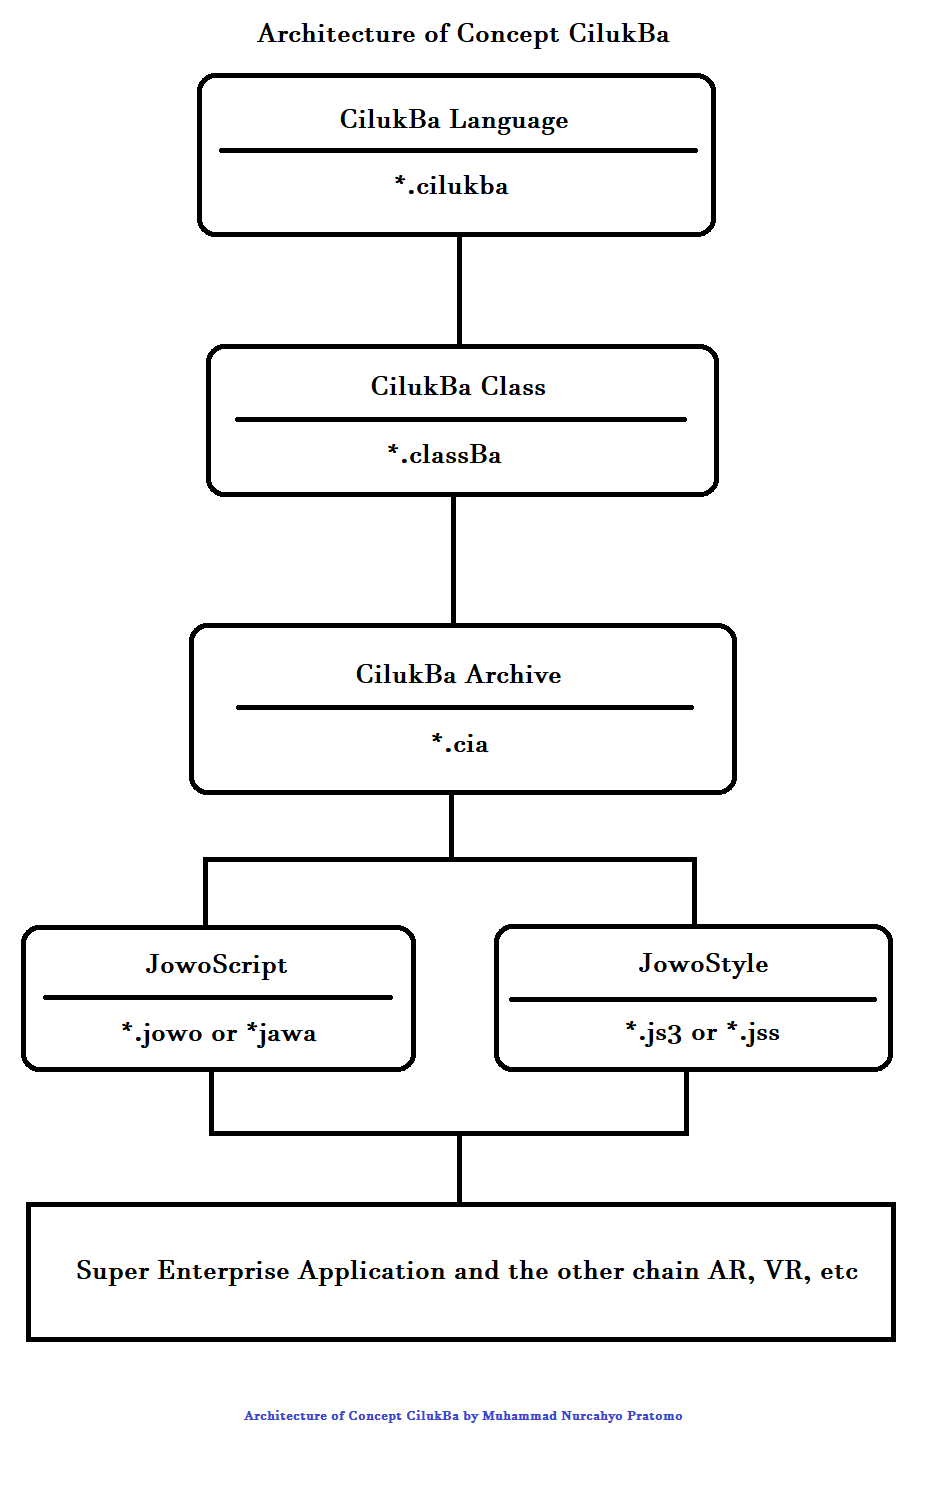 Architecture of Concept CilukBa
CilukBa Language
*.cilukba
CilukBa Class
*.classBa
CilukBa Archive
*.cia
JowoScript
*.jowo or *jawa
JowoStyle
*.js3 or *.jss
Super Enterprise Application and the other chain AR, VR, etc
Architecture of Concept CilukBa by Muhammad Nurcahyo Pratomo